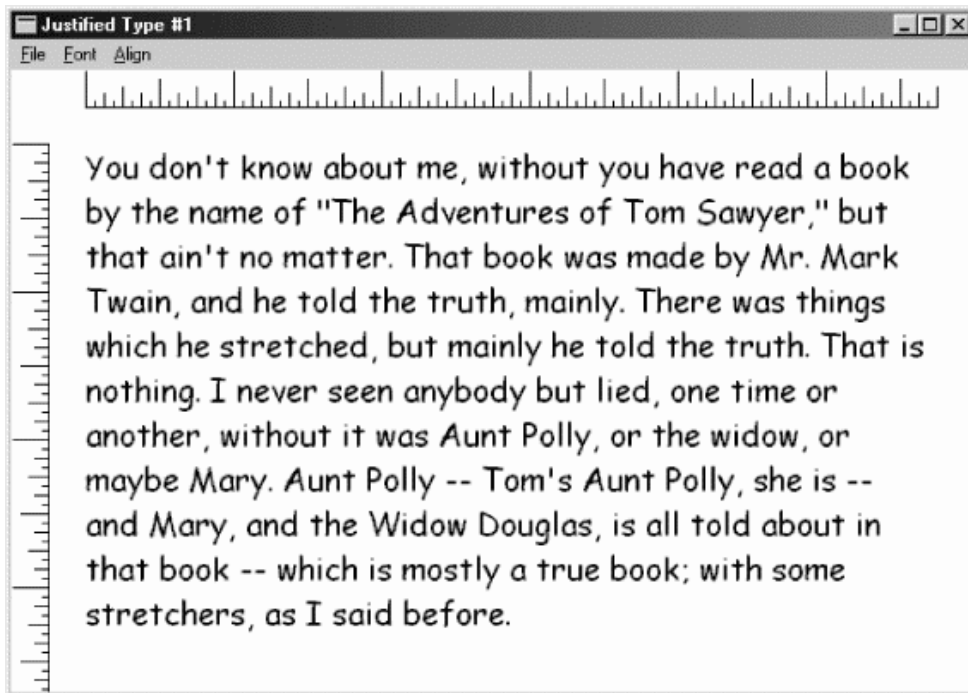 Justified Type #1
File Font Align
You don't know about me, without you have read a book
by the name of "The Adventures of Tom Sawyer," but
that ain't no matter. That book was made by Mr. Mark
Twain, and he told the truth, mainly. There was things
which he stretched, but mainly he told the truth. That is
nothing. I never seen anybody but lied, one time or
another, without it was Aunt Polly, or the widow, or
maybe Mary. Aunt Polly -- Tom's Aunt Polly, she is --
and Mary, and the Widow Douglas, is all told about in
that book -- which is mostly a true book; with some
stretchers, as I said before.